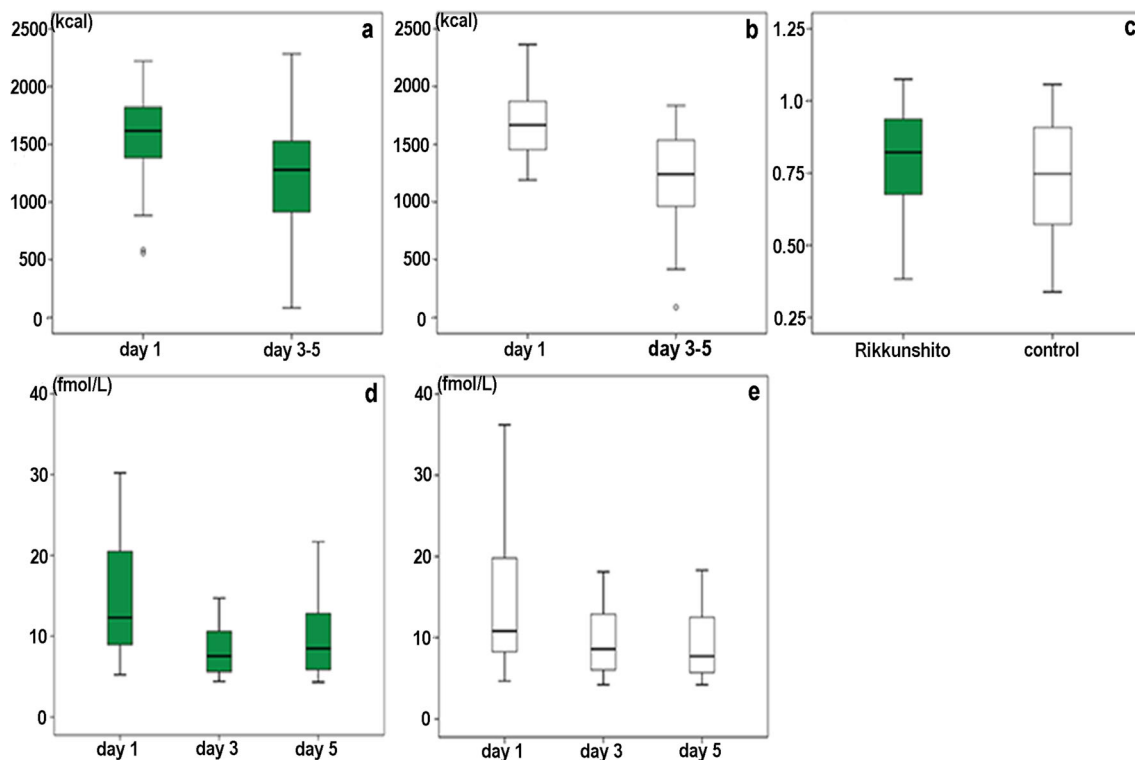 (kcal) a
2500
2000
1500
1000
500
0
day 1 day 3-5
(kcal) b
2500
2000
1500
1000
500
0
day 1 day 3-5
c
1.25
1.0
0.75
0.50
0.25
Rikkunshito control
(fmol/L) d
40
30
20
10
0
day 1 day 3 day 5
(fmol/L) e
40
30
20
10
0
day 1 day 3 day 5